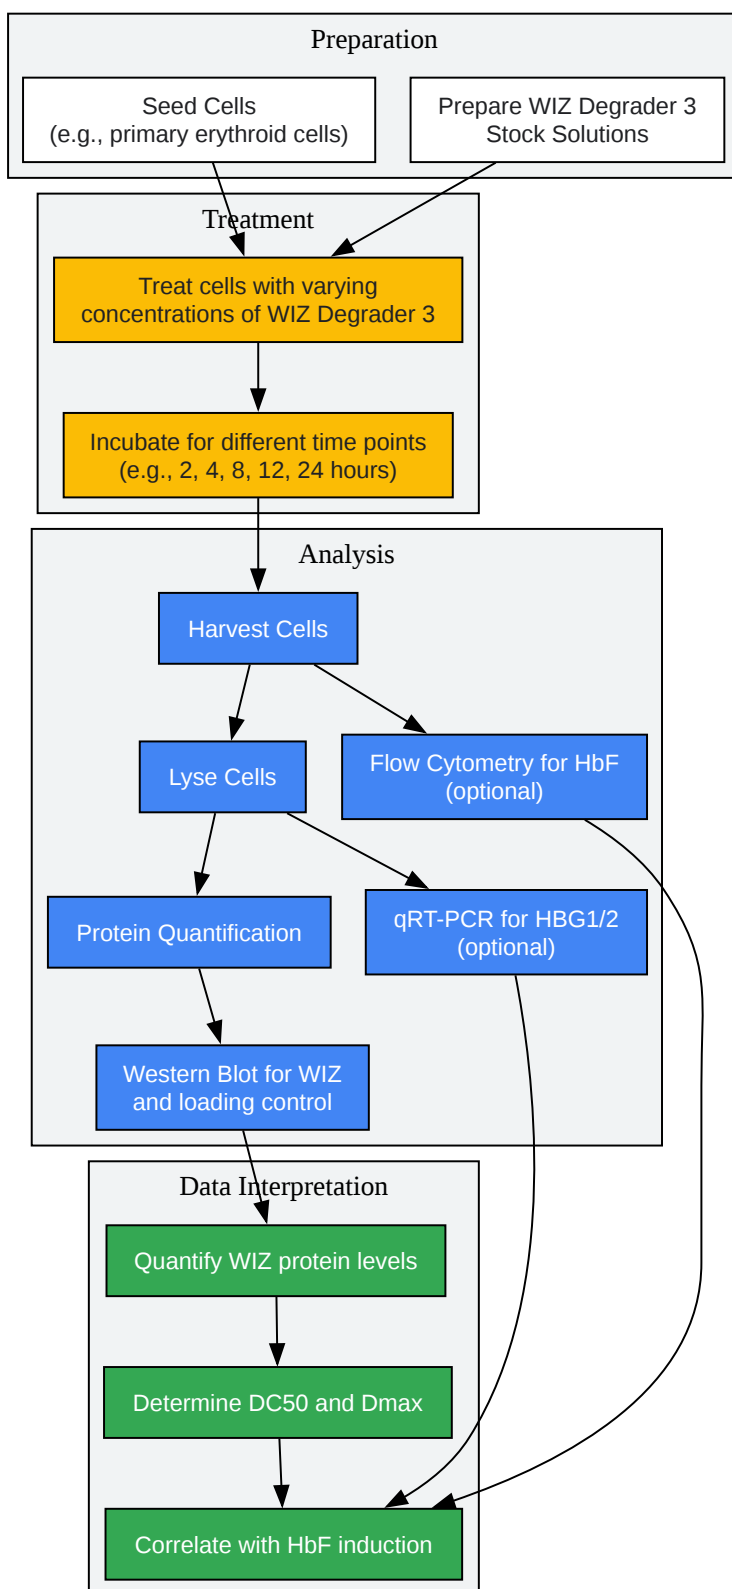 Preparation
Seed Cells
(e.g., primary erythroid cells)
Prepare WIZ Degrader 3
Stock Solutions
Treatment
Treat cells with varying
concentrations of WIZ Degrader 3
Incubate for different time points
(e.g., 2, 4, 8, 12, 24 hours)
Analysis
Harvest Cells
Lyse Cells
Flow Cytometry for HbF
(optional)
Protein Quantification
qRT-PCR for HBG1/2
(optional)
Western Blot for WIZ
and loading control
Data Interpretation
Quantify WIZ protein levels
Determine DC50 and Dmax
Correlate with HbF induction